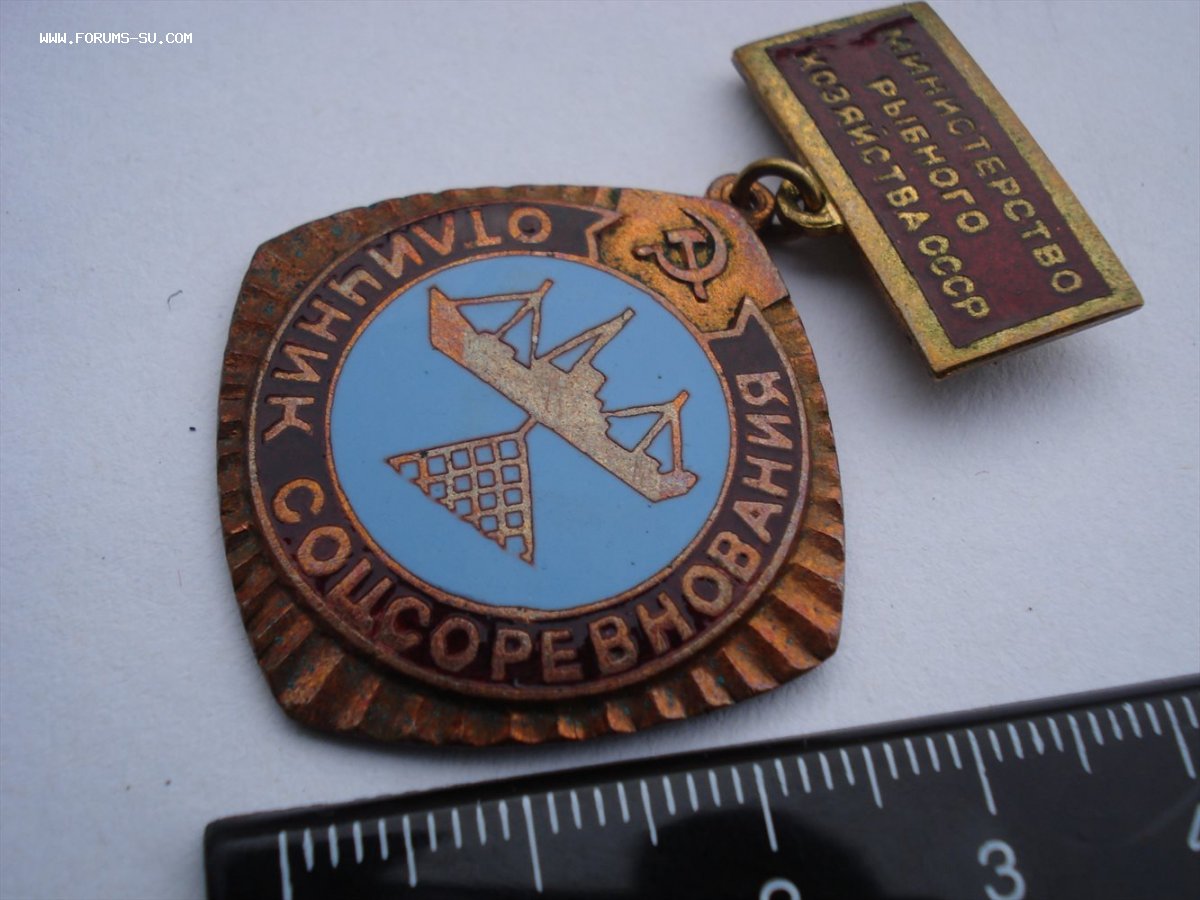 WWW.FORUMS-SU.COM
МИНИСТЕРСТВО
РЫБНОГО
ХОЗЯЙСТВА СССР
ОТЛИЧНИК СОЦСОРЕВНОВАНИЯ
3